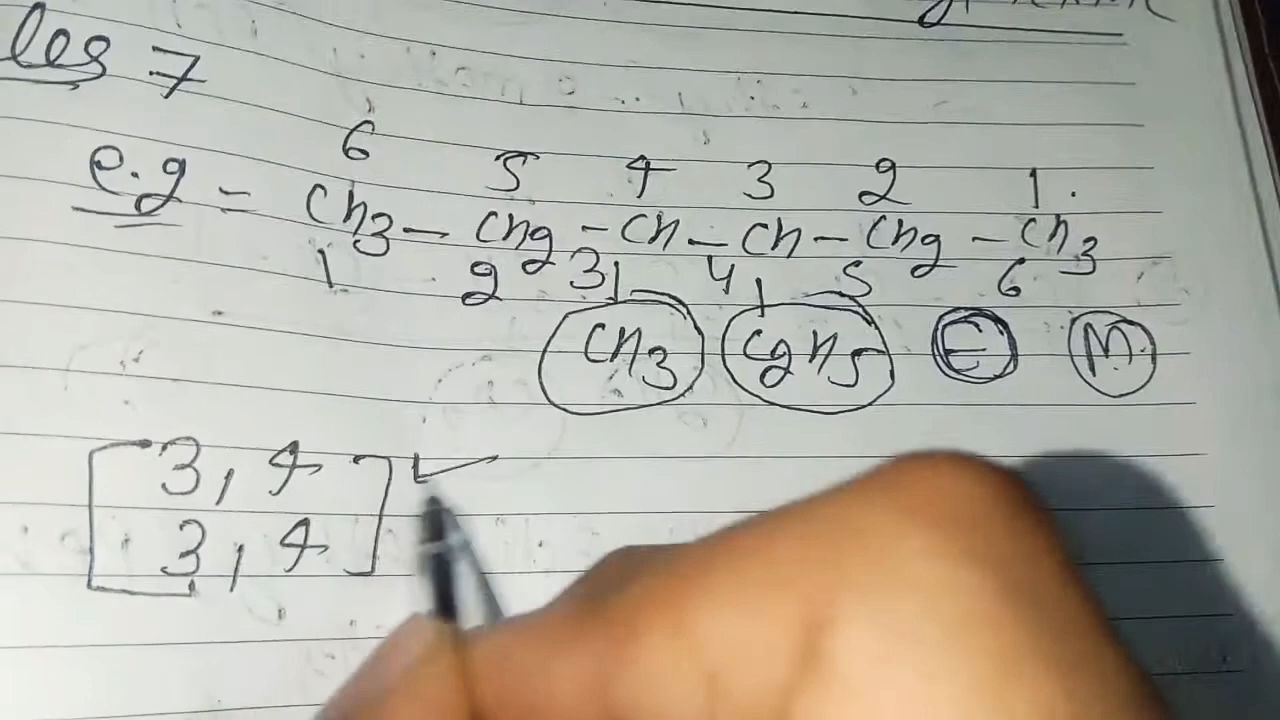 les 7
6 5 4 3 2 1.
e.g = CH3 - CH2 - CH - CH - CH2 - CH3
1 2 3 4 5 6
CH3 C2H5 E M
3, 4
3, 4